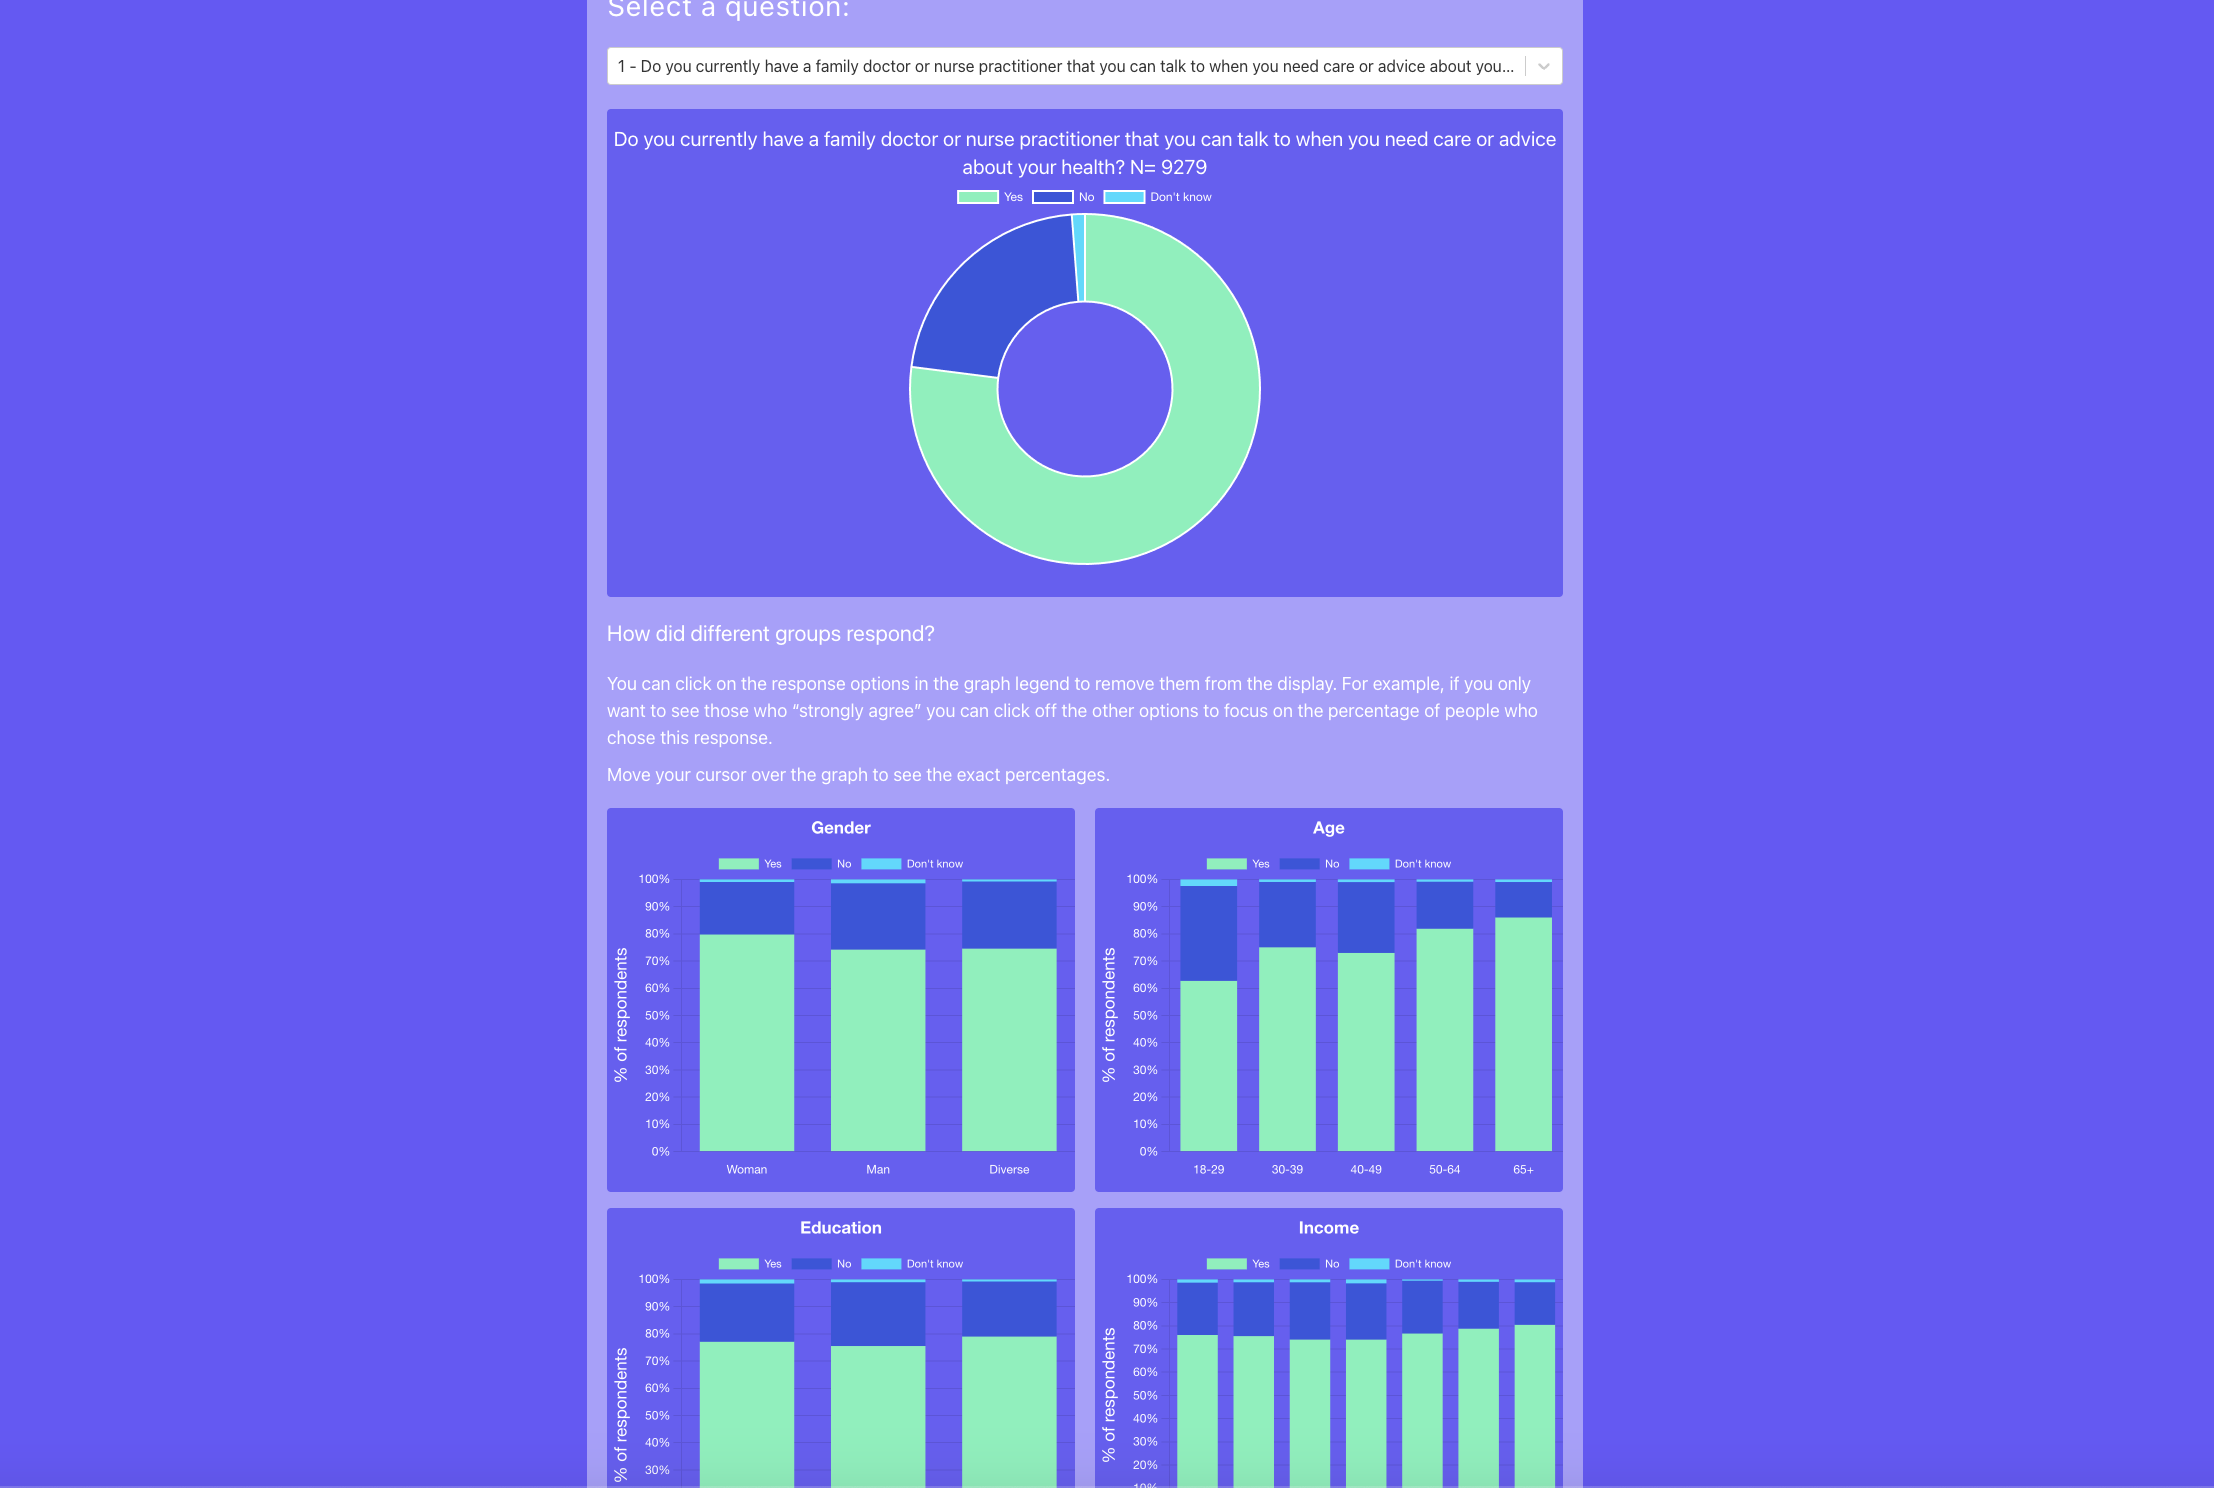 Select a question:
1 - Do you currently have a family doctor or nurse practitioner that you can talk to when you need care or advice about you...
Do you currently have a family doctor or nurse practitioner that you can talk to when you need care or advice
about your health? N= 9279
Yes No Don't know
How did different groups respond?
You can click on the response options in the graph legend to remove them from the display. For example, if you only
want to see those who “strongly agree” you can click off the other options to focus on the percentage of people who
chose this response.
Move your cursor over the graph to see the exact percentages.
Gender
Yes No Don't know
% of respondents
100%
90%
80%
70%
60%
50%
40%
30%
20%
10%
0%
Woman Man Diverse
Age
Yes No Don't know
% of respondents
100%
90%
80%
70%
60%
50%
40%
30%
20%
10%
0%
18-29 30-39 40-49 50-64 65+
Education
Yes No Don't know
% of respondents
100%
90%
80%
70%
60%
50%
40%
30%
Income
Yes No Don't know
% of respondents
100%
90%
80%
70%
60%
50%
40%
30%
20%
10%